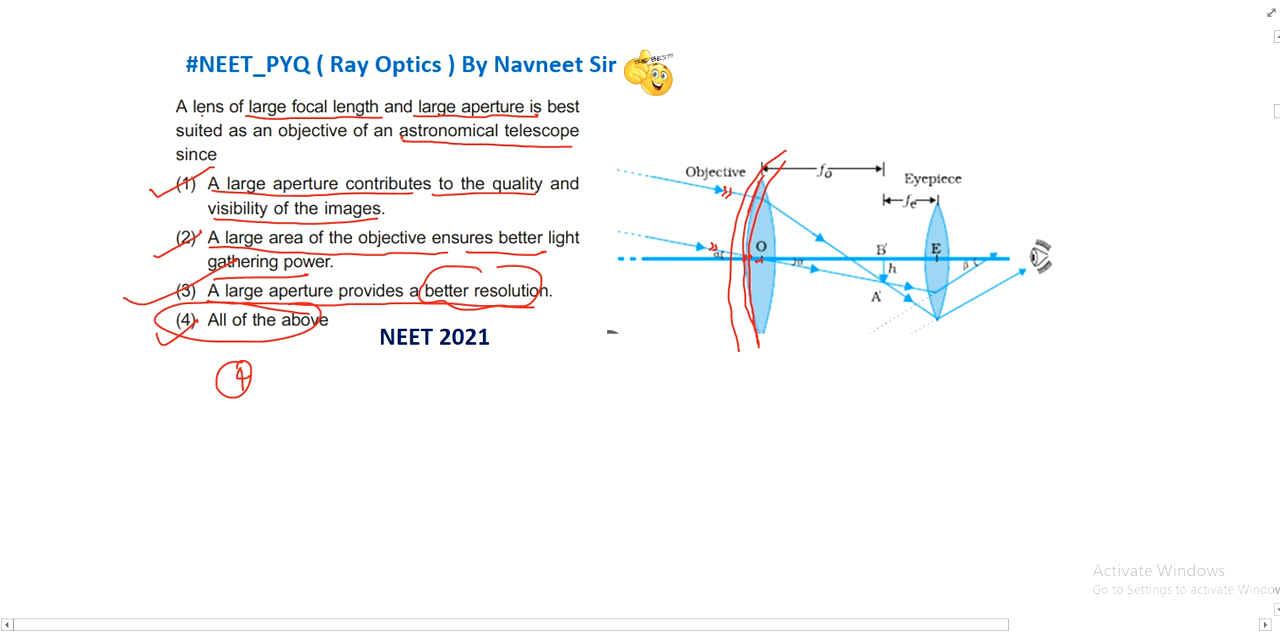 #NEET_PYQ ( Ray Optics ) By Navneet Sir
THE BEST!!!
A lens of large focal length and large aperture is best
suited as an objective of an astronomical telescope
since
(1) A large aperture contributes to the quality and
visibility of the images.
(2) A large area of the objective ensures better light
gathering power.
(3) A large aperture provides a better resolution.
(4) All of the above
NEET 2021
4
Objective
fo
Eyepiece
fe
O
B'
E
h
A'
α
α
β
Activate Windows
Go to Settings to activate Window